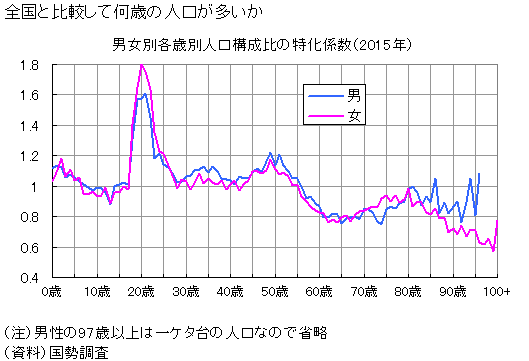 全国と比較して何歳の人口が多いか
男女別各歳別人口構成比の特化係数(2015年)
1.8
1.6
1.4
1.2
1
0.8
0.6
0.4
男
女
0歳 10歳 20歳 30歳 40歳 50歳 60歳 70歳 80歳 90歳 100+
(注)男性の97歳以上は一ケタ台の人口なので省略
(資料)国勢調査